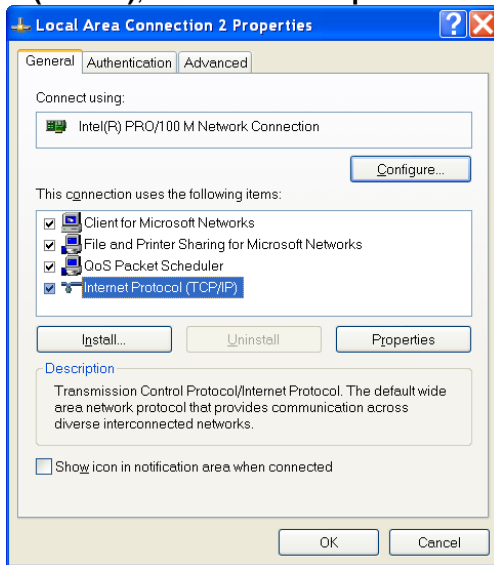 Local Area Connection 2 Properties
General Authentication Advanced
Connect using:
Intel(R) PRO/100 M Network Connection
Configure...
This connection uses the following items:
Client for Microsoft Networks
File and Printer Sharing for Microsoft Networks
QoS Packet Scheduler
Internet Protocol (TCP/IP)
Install... Uninstall Properties
Description
Transmission Control Protocol/Internet Protocol. The default wide
area network protocol that provides communication across
diverse interconnected networks.
Show icon in notification area when connected
OK Cancel